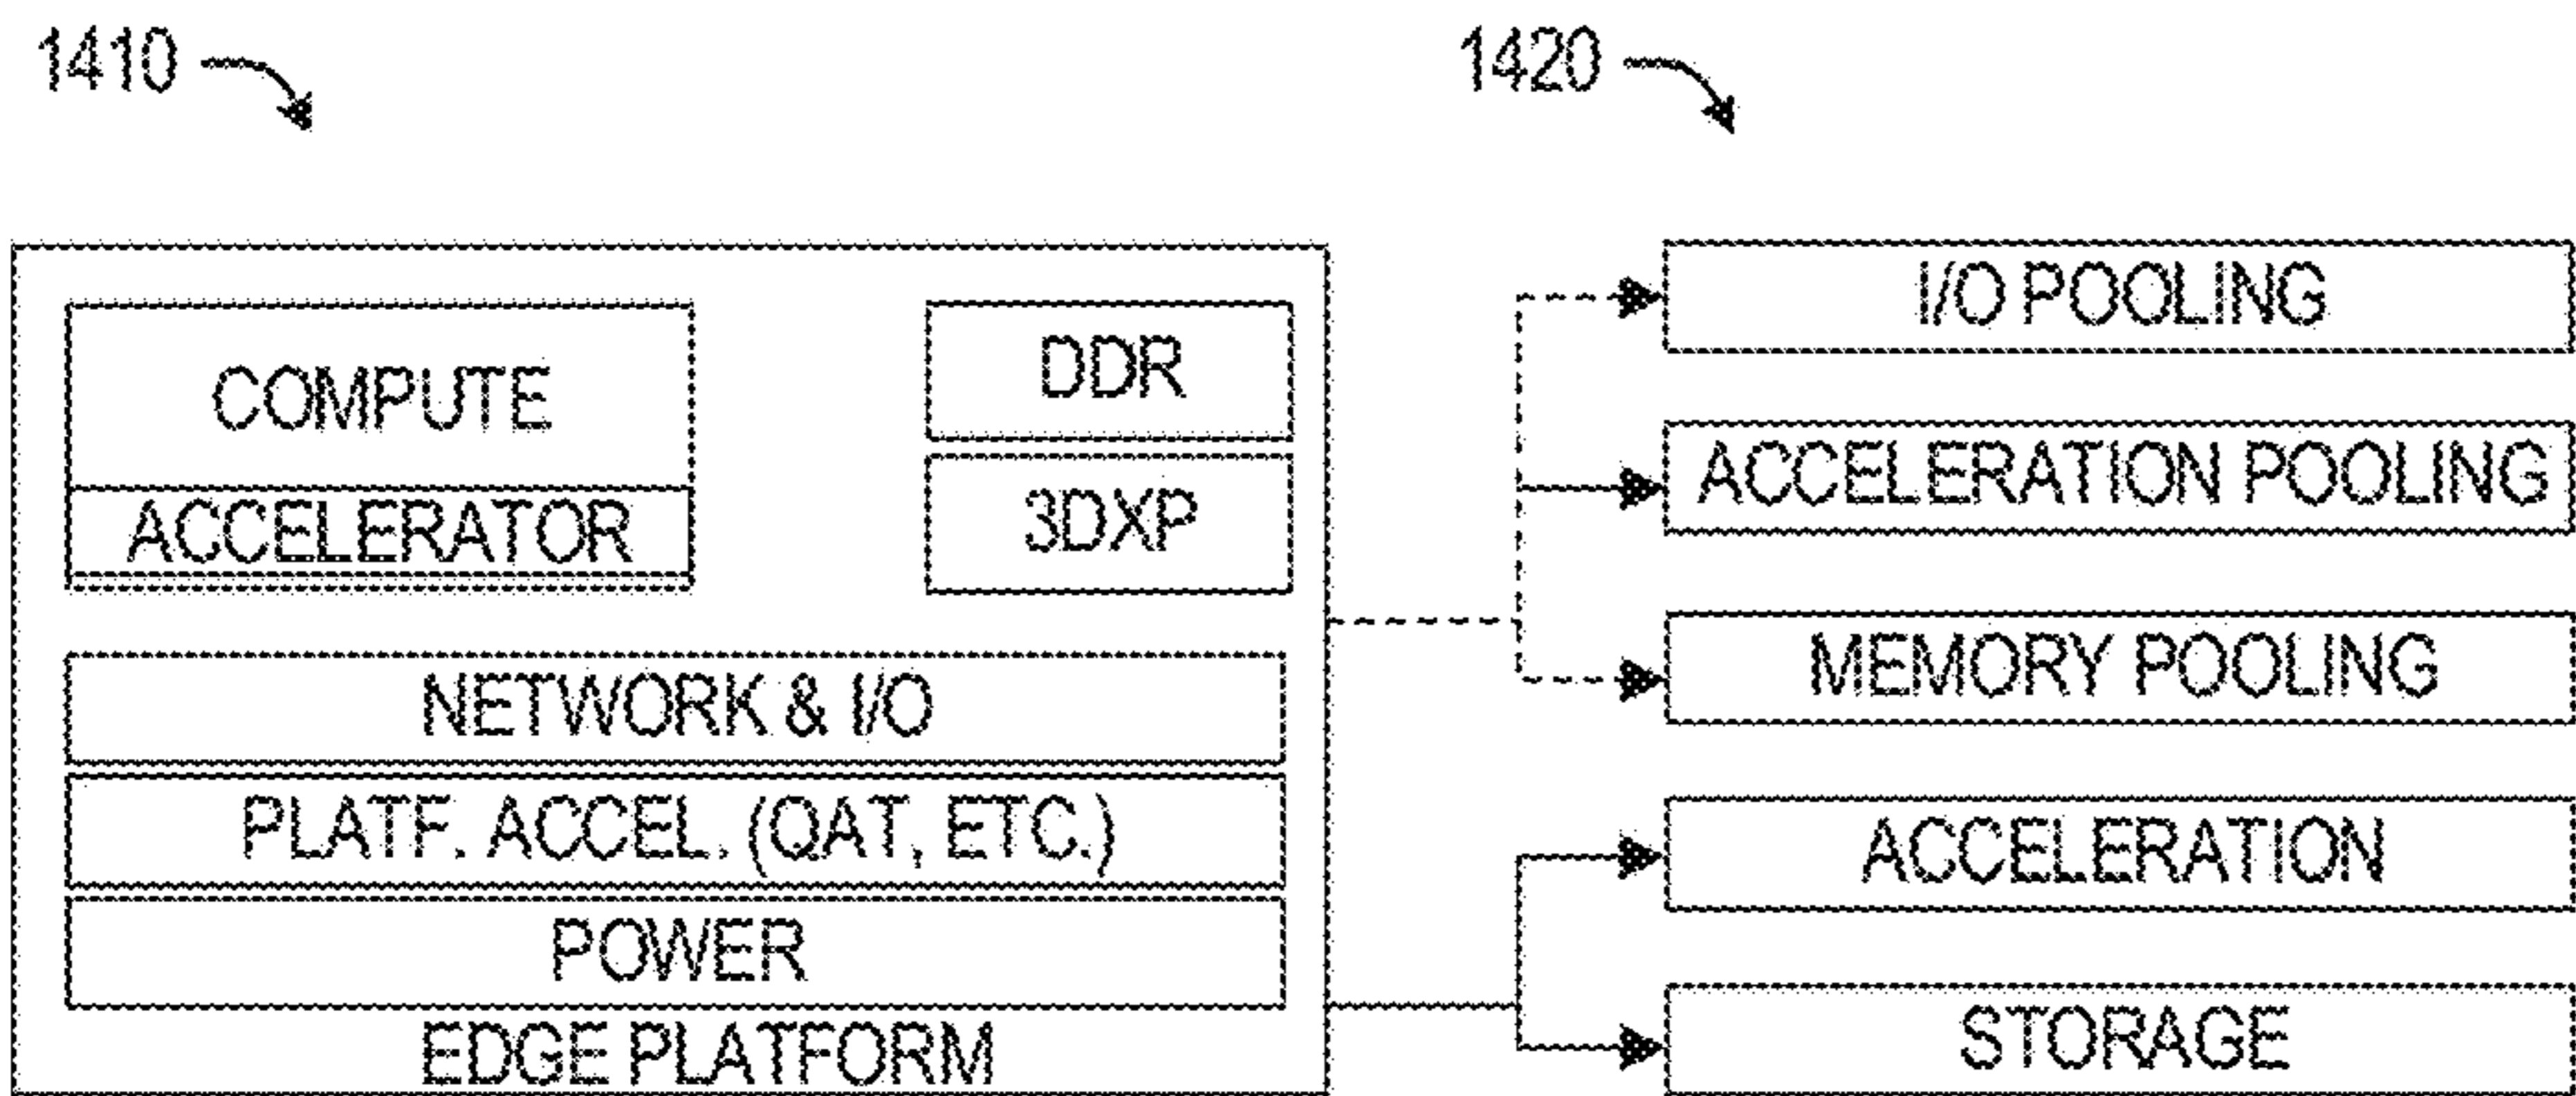 1410
1420
COMPUTE
ACCELERATOR
DDR
3DXP
NETWORK & I/O
PLATF. ACCEL. (QAT, ETC.)
POWER
EDGE PLATFORM
I/O POOLING
ACCELERATION POOLING
MEMORY POOLING
ACCELERATION
STORAGE